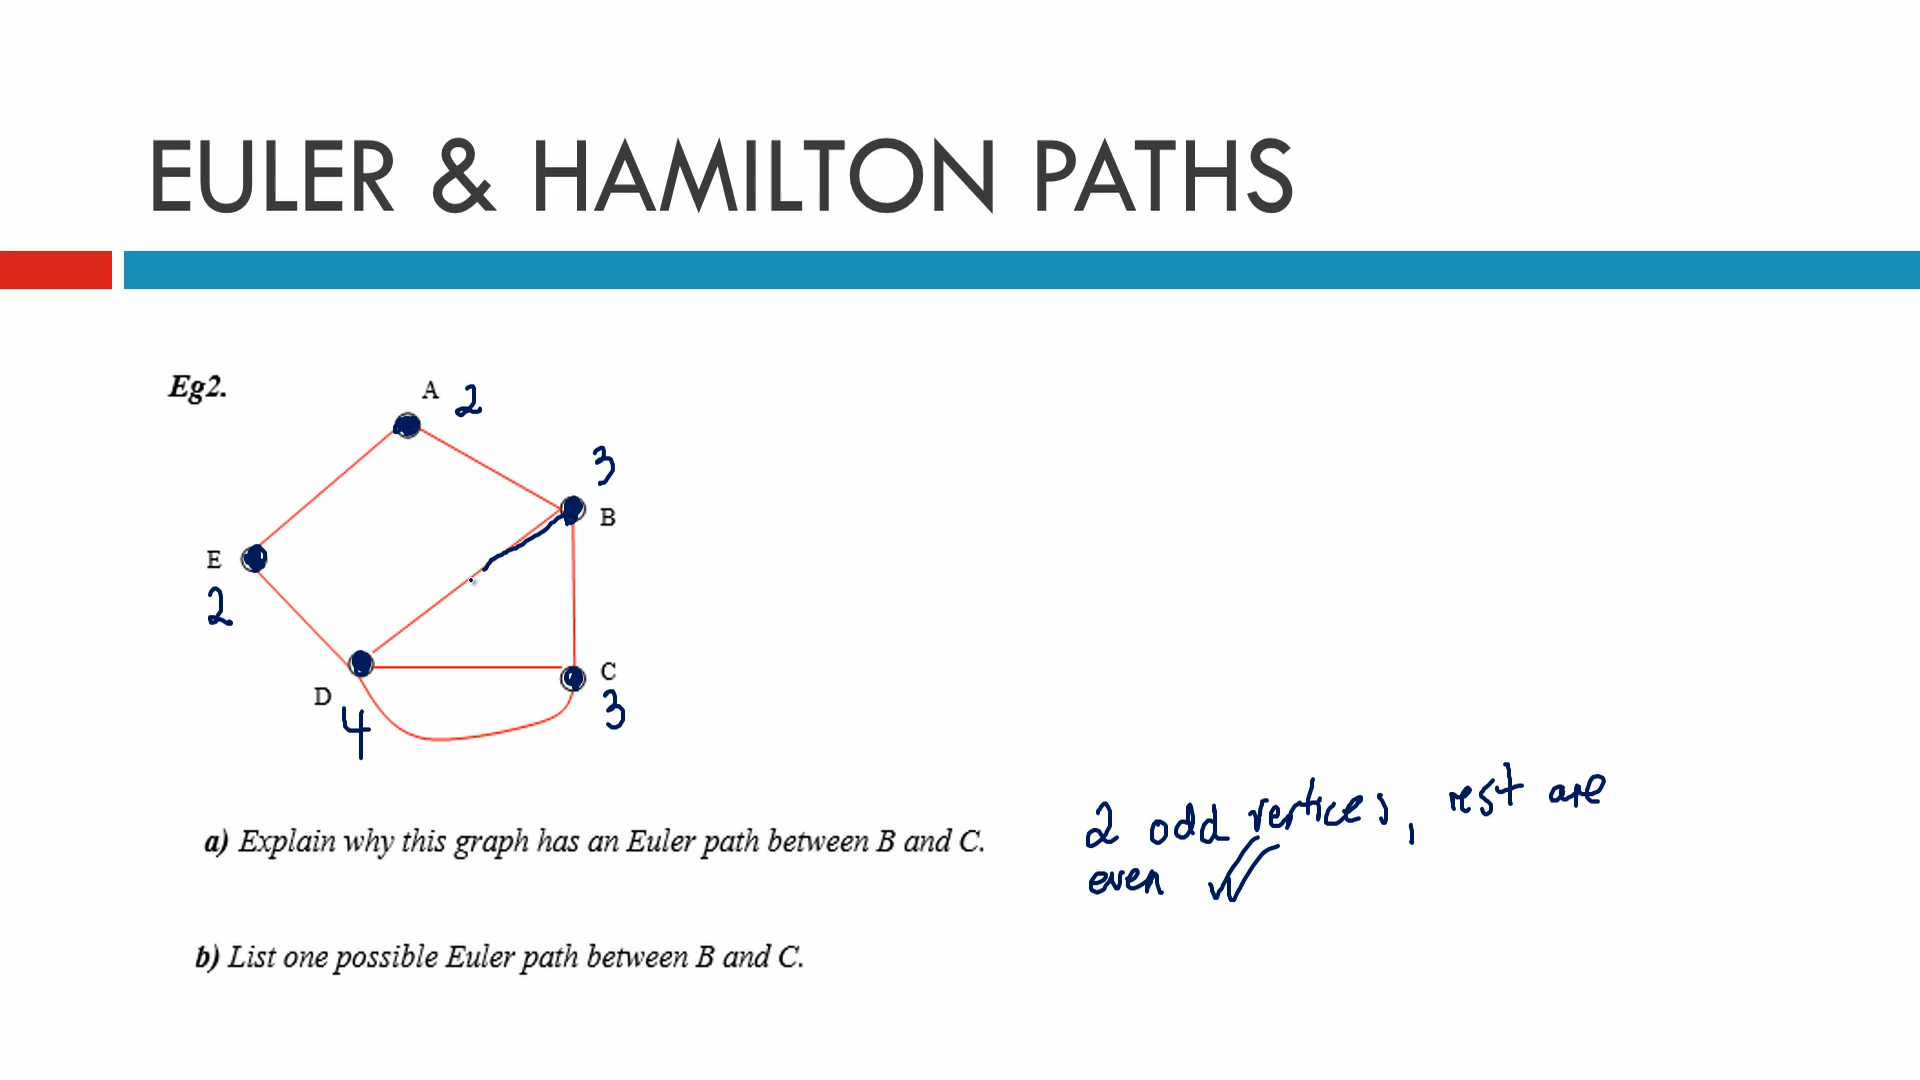 EULER & HAMILTON PATHS
Eg2.
A 2
3
B
E
2
C
D
3
4
2 odd vertices, rest are
even
a) Explain why this graph has an Euler path between B and C.
b) List one possible Euler path between B and C.